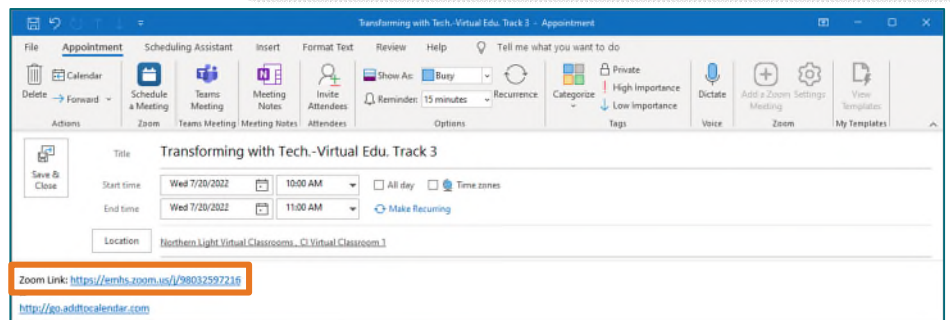 Transforming with Tech.-Virtual Edu. Track 3 - Appointment
File Appointment Scheduling Assistant Insert Format Text Review Help Tell me what you want to do
Delete
Calendar
Forward
Actions
Schedule a Meeting
Zoom
Teams Meeting
Teams Meeting
Meeting Notes
Meeting Notes
Invite Attendees
Attendees
Show As: Busy
Reminder: 15 minutes
Recurrence
Options
Categorize
Private
High Importance
Low Importance
Tags
Dictate
Voice
Add a Zoom Meeting
Settings
Zoom
View Templates
My Templates
Save & Close
Title Transforming with Tech.-Virtual Edu. Track 3
Start time Wed 7/20/2022 10:00 AM All day Time zones
End time Wed 7/20/2022 11:00 AM Make Recurring
Location Northern Light Virtual Classrooms, CI Virtual Classroom 1
Zoom Link: https://emhs.zoom.us/j/98032597216
http://go.addtocalendar.com